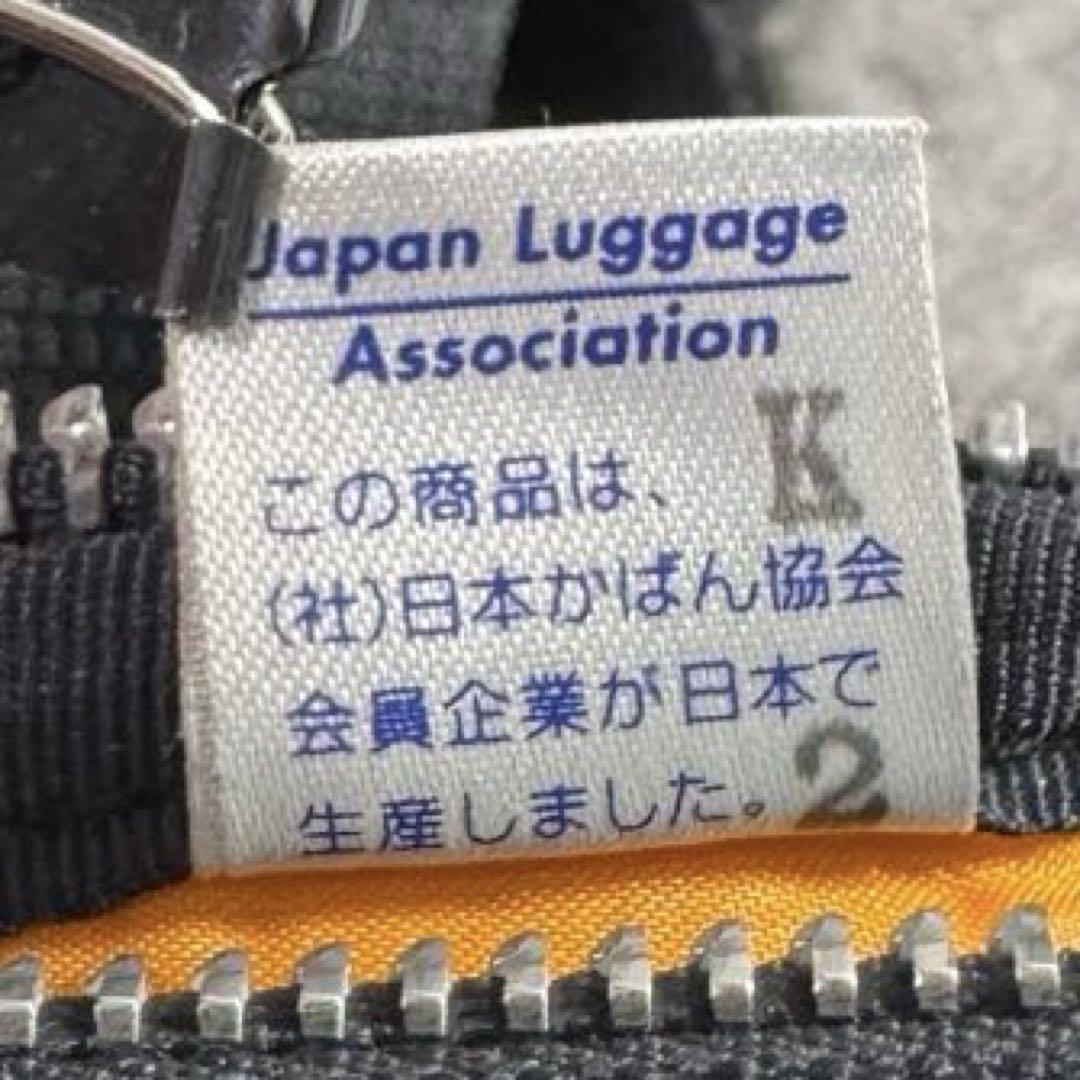 Japan Luggage
Association
K
この商品は、
(社)日本かばん協会
会員企業が日本で
生産しました。
2